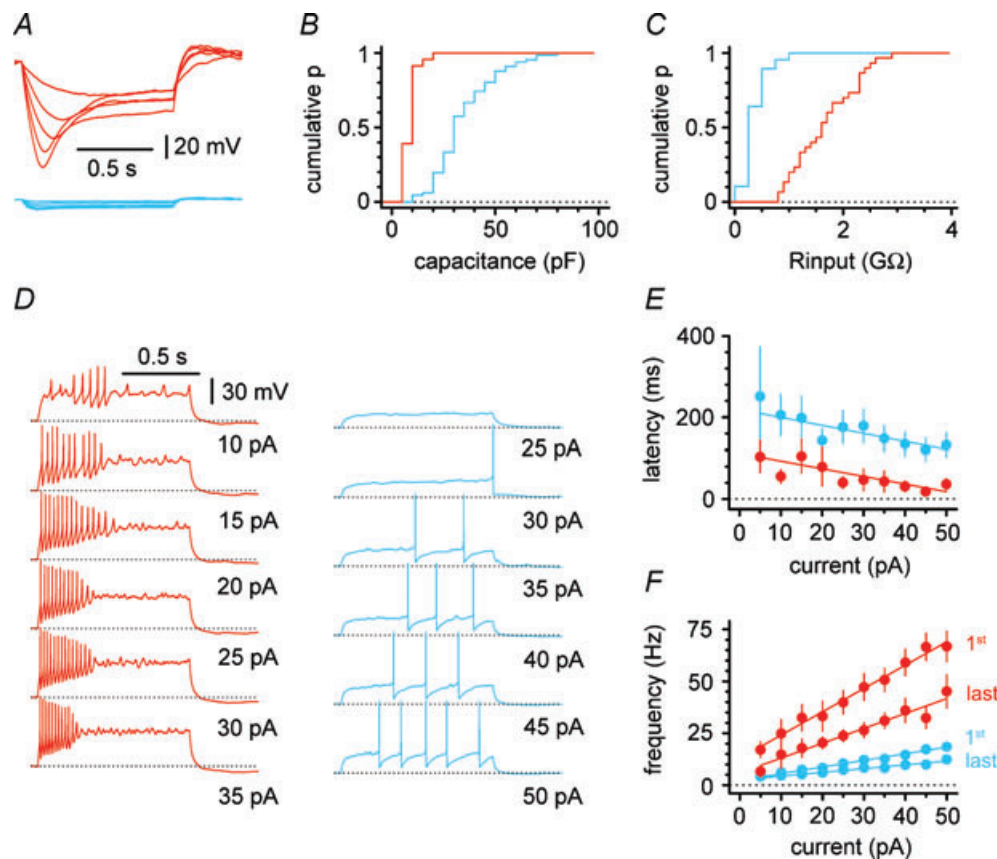 A
20 mV
0.5 s
B
cumulative p
1
0.5
0
0 50 100
capacitance (pF)
C
cumulative p
1
0.5
0
0 2 4
Rinput (GΩ)
D
0.5 s
30 mV
10 pA
15 pA
20 pA
25 pA
30 pA
35 pA
25 pA
30 pA
35 pA
40 pA
45 pA
50 pA
E
latency (ms)
400
200
0
0 10 20 30 40 50
current (pA)
F
frequency (Hz)
75
50
25
0
1st
last
1st
last
0 10 20 30 40 50
current (pA)